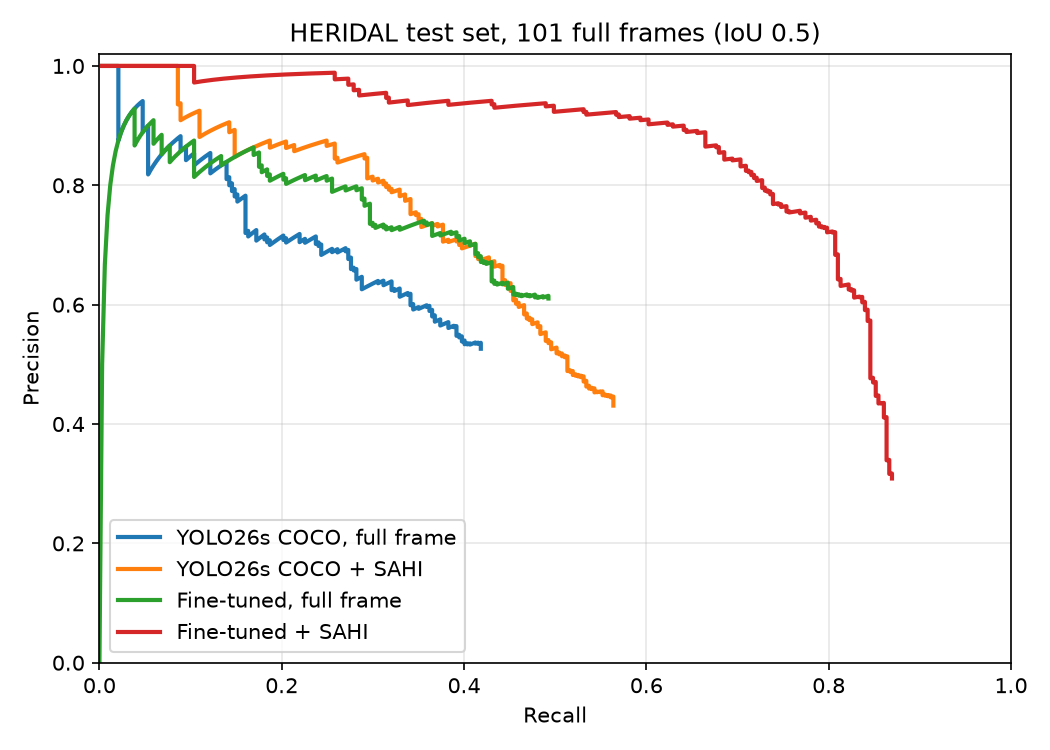 HERIDAL test set, 101 full frames (IoU 0.5)
1.0
0.8
0.6
0.4
0.2
0.0
Precision
YOLO26s COCO, full frame
YOLO26s COCO + SAHI
Fine-tuned, full frame
Fine-tuned + SAHI
0.0 0.2 0.4 0.6 0.8 1.0
Recall